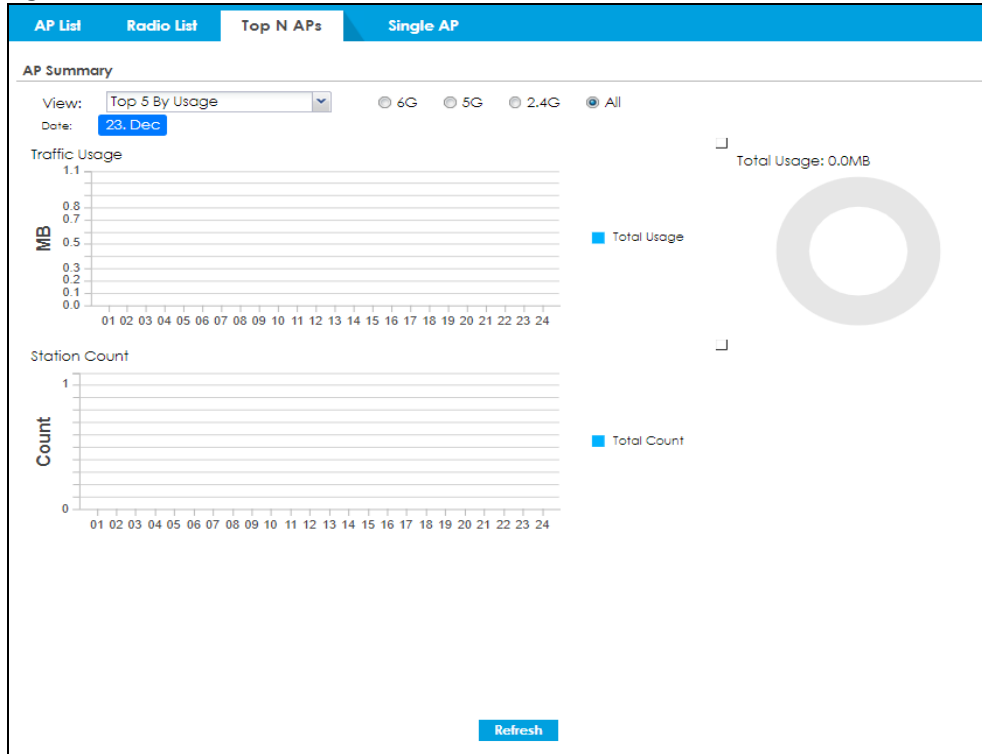 AP List Radio List Top N APs Single AP
AP Summary
View: Top 5 By Usage 6G 5G 2.4G All
Date: 23. Dec
Traffic Usage
Total Usage: 0.0MB
1.1
0.8
0.7
0.5
0.3
0.2
0.1
0.0
MB
Total Usage
01 02 03 04 05 06 07 08 09 10 11 12 13 14 15 16 17 18 19 20 21 22 23 24
Station Count
1
0
Count
Total Count
01 02 03 04 05 06 07 08 09 10 11 12 13 14 15 16 17 18 19 20 21 22 23 24
Refresh